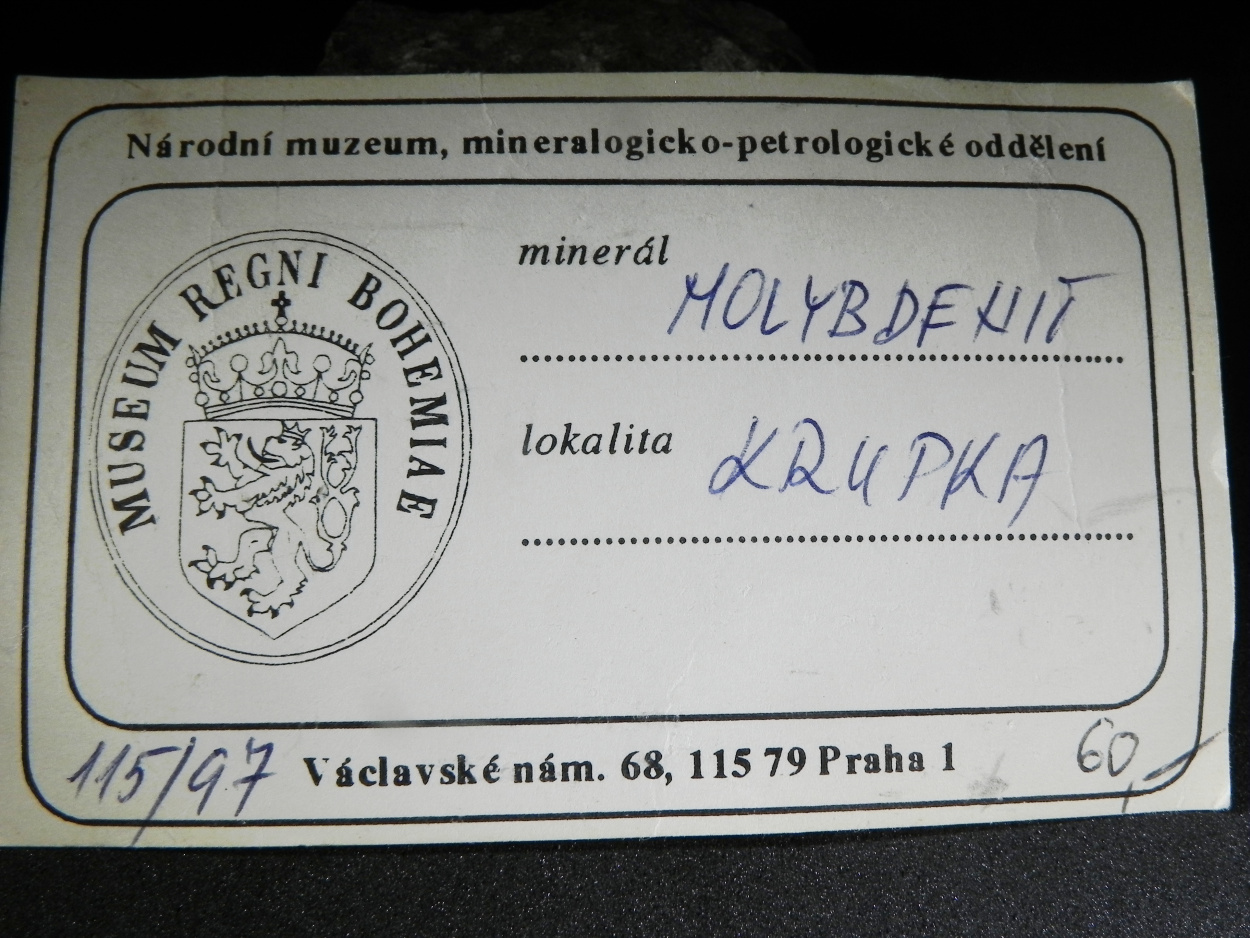 Národní muzeum, mineralogicko-petrologické oddělení
MUSEUM REGNI BOHEMIAE
minerál
MOLYBDENIT
lokalita
KRUPKA
115/97
Václavské nám. 68, 115 79 Praha 1
60,-